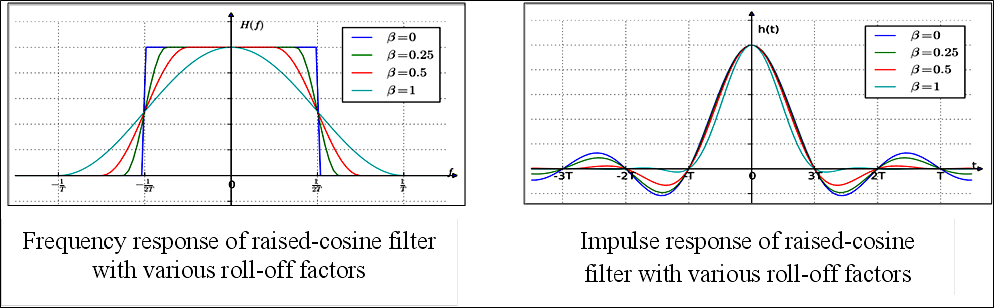 H(f)
β=0
β=0.25
β=0.5
β=1
-1/T
-1/2T
0
1/2T
1/T
f
h(t)
β=0
β=0.25
β=0.5
β=1
t
-3T
-2T
-T
0
3T
2T
T
Frequency response of raised-cosine filter
with various roll-off factors
Impulse response of raised-cosine
filter with various roll-off factors